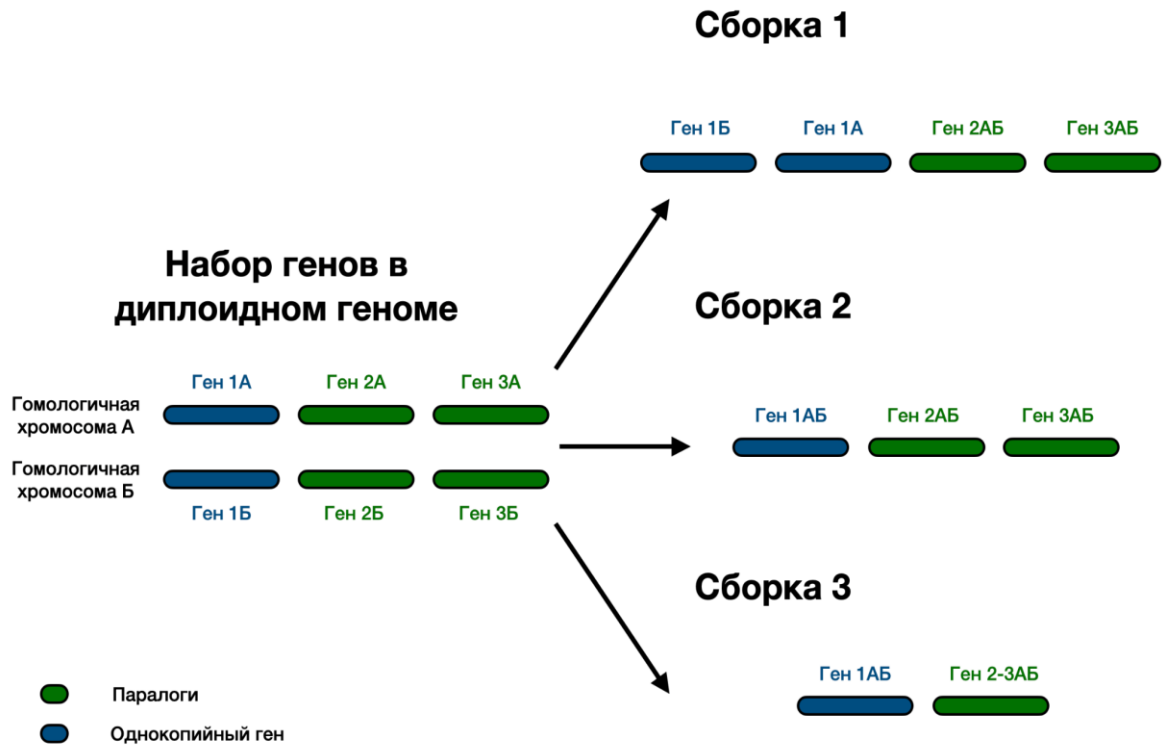 Сборка 1
Ген 1Б Ген 1А Ген 2АБ Ген 3АБ
Набор генов в
диплоидном геноме
Сборка 2
Ген 1А Ген 2А Ген 3А
Гомологичная
хромосома А
Ген 1АБ Ген 2АБ Ген 3АБ
Гомологичная
хромосома Б
Ген 1Б Ген 2Б Ген 3Б
Сборка 3
Ген 1АБ Ген 2-3АБ
Паралоги
Однокопийный ген